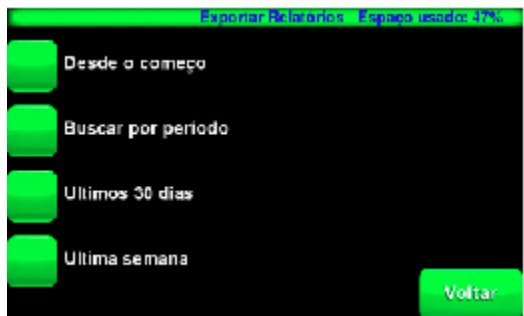 Exportar Relatórios Espaço usado: 47%
Desde o começo
Buscar por período
Ultimos 30 dias
Ultima semana
Voltar